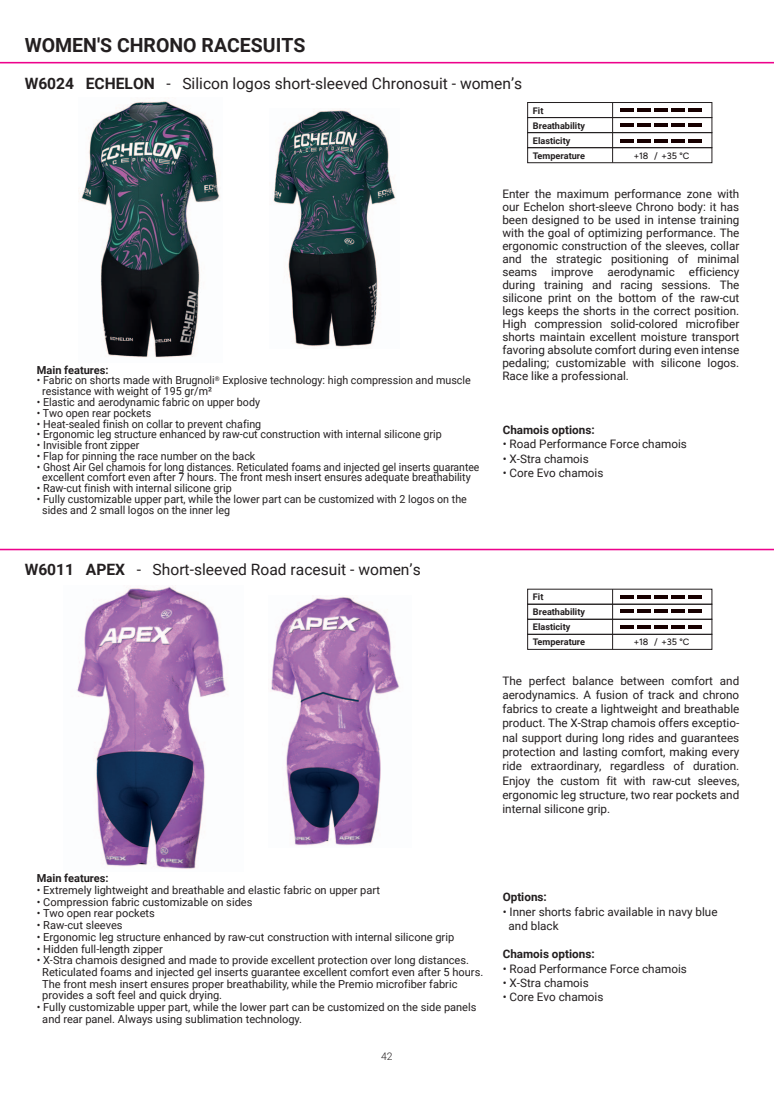 WOMEN'S CHRONO RACESUITS
W6024 ECHELON - Silicon logos short-sleeved Chronosuit - women's
ECHELON
RACEPROVEN
ECHELON
RACEPROVEN
ECHELON
ECHELON
Fit
Breathability
Elasticity
Temperature +18 / +35 °C
Enter the maximum performance zone with
our Echelon short-sleeve Chrono body: it has
been designed to be used in intense training
with the goal of optimizing performance. The
ergonomic construction of the sleeves, collar
and the strategic positioning of minimal
seams improve aerodynamic efficiency
during training and racing sessions. The
silicone print on the bottom of the raw-cut
legs keeps the shorts in the correct position.
High compression solid-colored microfiber
shorts maintain excellent moisture transport
favoring absolute comfort during even intense
pedaling; customizable with silicone logos.
Race like a professional.
Main features:
• Fabric on shorts made with Brugnoli® Explosive technology: high compression and muscle
resistance with weight of 195 gr/m²
• Elastic and aerodynamic fabric on upper body
• Two open rear pockets
• Heat-sealed finish on collar to prevent chafing
• Ergonomic leg structure enhanced by raw-cut construction with internal silicone grip
• Invisible front zipper
• Flap for pinning the race number on the back
• Ghost Air Gel chamois for long distances. Reticulated foams and injected gel inserts guarantee
excellent comfort even after 7 hours. The front mesh insert ensures adequate breathability
• Raw-cut finish with internal silicone grip
• Fully customizable upper part, while the lower part can be customized with 2 logos on the
sides and 2 small logos on the inner leg
Chamois options:
• Road Performance Force chamois
• X-Stra chamois
• Core Evo chamois
W6011 APEX - Short-sleeved Road racesuit - women's
APEX
APEX
APEX
APEX
APEX
Fit
Breathability
Elasticity
Temperature +18 / +35 °C
The perfect balance between comfort and
aerodynamics. A fusion of track and chrono
fabrics to create a lightweight and breathable
product. The X-Strap chamois offers exceptio-
nal support during long rides and guarantees
protection and lasting comfort, making every
ride extraordinary, regardless of duration.
Enjoy the custom fit with raw-cut sleeves,
ergonomic leg structure, two rear pockets and
internal silicone grip.
Main features:
• Extremely lightweight and breathable and elastic fabric on upper part
• Compression fabric customizable on sides
• Two open rear pockets
• Raw-cut sleeves
• Ergonomic leg structure enhanced by raw-cut construction with internal silicone grip
• Hidden full-length zipper
• X-Stra chamois designed and made to provide excellent protection over long distances.
Reticulated foams and injected gel inserts guarantee excellent comfort even after 5 hours.
The front mesh insert ensures proper breathability, while the Premio microfiber fabric
provides a soft feel and quick drying.
• Fully customizable upper part, while the lower part can be customized on the side panels
and rear panel. Always using sublimation technology.
Options:
• Inner shorts fabric available in navy blue
and black
Chamois options:
• Road Performance Force chamois
• X-Stra chamois
• Core Evo chamois
42